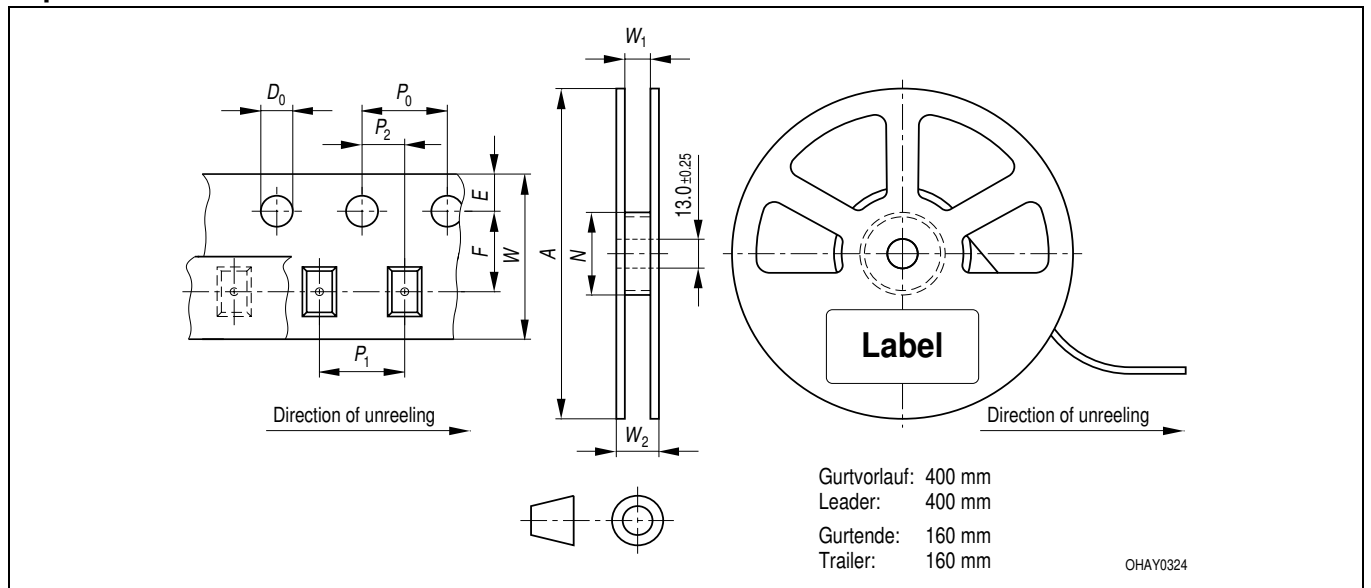 W₁
D₀
P₀
P₂
E
13.0±0.25
F
W
A
N
P₁
Label
Direction of unreeling
W₂
Direction of unreeling
Gurtvorlauf: 400 mm
Leader: 400 mm
Gurtende: 160 mm
Trailer: 160 mm
OHAY0324